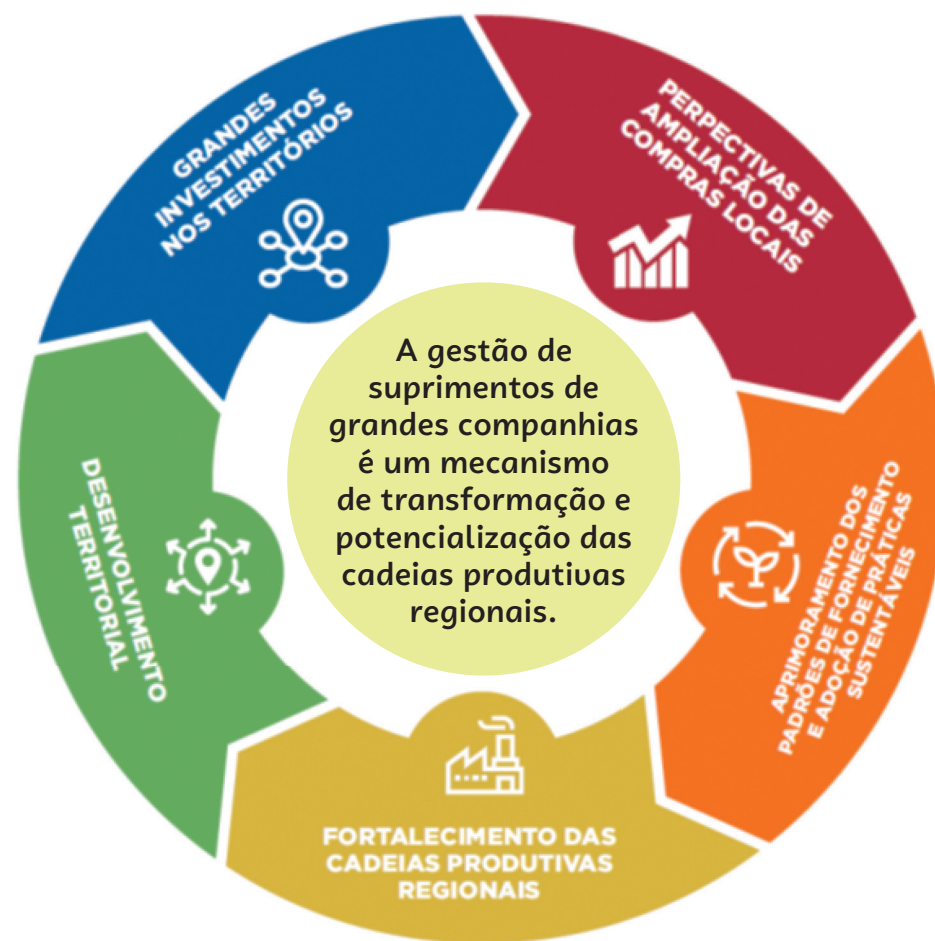 GRANDES
INVESTIMENTOS
NOS TERRITÓRIOS
PERPECTIVAS DE
AMPLIAÇÃO DAS
COMPRAS LOCAIS
APRIMORAMENTO DOS
PADRÕES DE FORNECIMENTO
E ADOÇÃO DE PRÁTICAS
SUSTENTÁVEIS
FORTALECIMENTO DAS
CADEIAS PRODUTIVAS
REGIONAIS
DESENVOLVIMENTO
TERRITORIAL
A gestão de
suprimentos de
grandes companhias
é um mecanismo
de transformação e
potencialização das
cadeias produtivas
regionais.